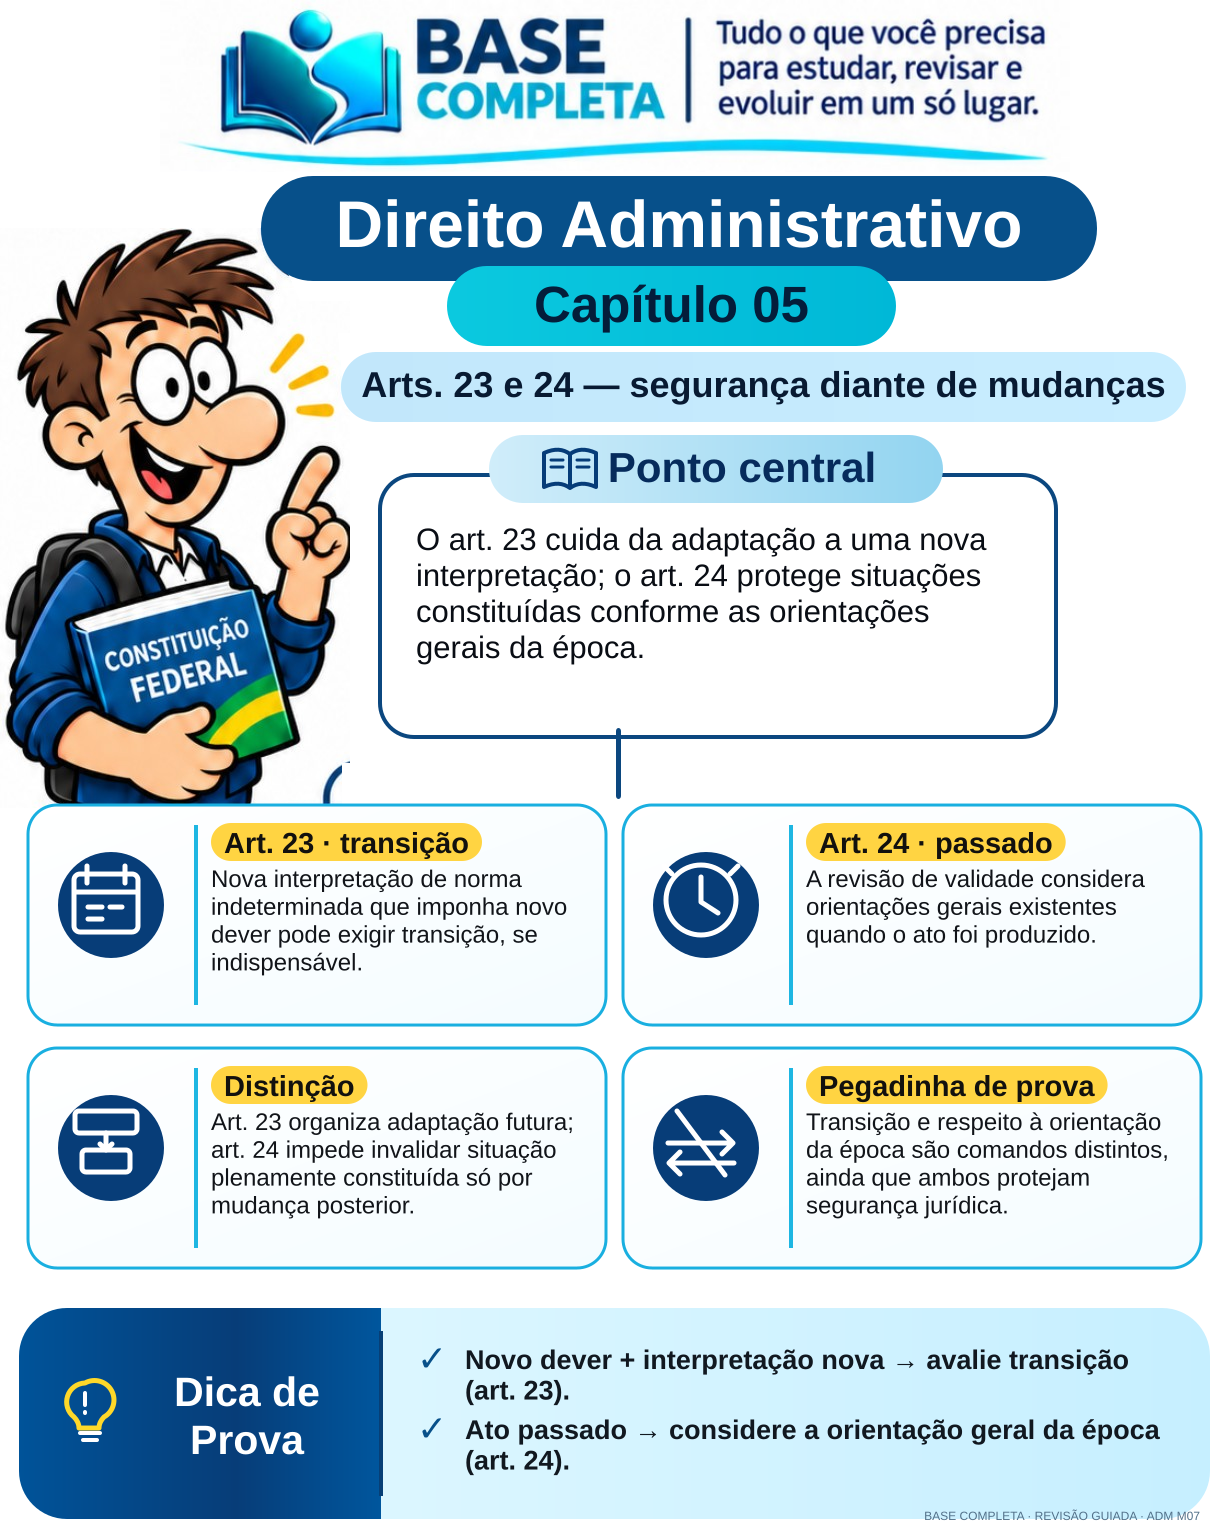 BASE
COMPLETA
Tudo o que você precisa
para estudar, revisar e
evoluir em um só lugar.
Direito Administrativo
Capítulo 05
Arts. 23 e 24 — segurança diante de mudanças
Ponto central
O art. 23 cuida da adaptação a uma nova
interpretação; o art. 24 protege situações
constituídas conforme as orientações
gerais da época.
CONSTITUIÇÃO
FEDERAL
Art. 23 · transição
Nova interpretação de norma
indeterminada que imponha novo
dever pode exigir transição, se
indispensável.
Art. 24 · passado
A revisão de validade considera
orientações gerais existentes
quando o ato foi produzido.
Distinção
Art. 23 organiza adaptação futura;
art. 24 impede invalidar situação
plenamente constituída só por
mudança posterior.
Pegadinha de prova
Transição e respeito à orientação
da época são comandos distintos,
ainda que ambos protejam
segurança jurídica.
Dica de
Prova
✓ Novo dever + interpretação nova → avalie transição
(art. 23).
✓ Ato passado → considere a orientação geral da época
(art. 24).
BASE COMPLETA · REVISÃO GUIADA · ADM M07